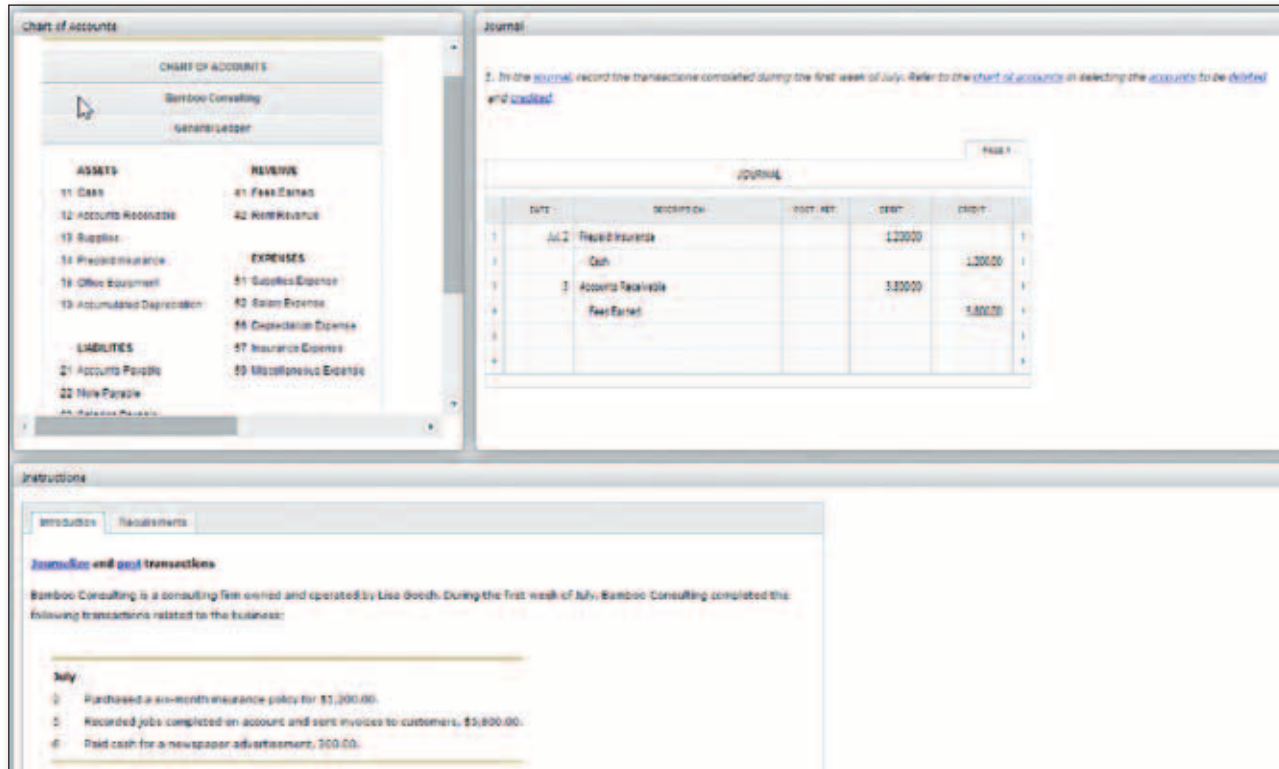 Chart of Accounts
CHART OF ACCOUNTS
Bamboo Consulting
General Ledger
ASSETS
11 Cash
12 Accounts Receivable
13 Supplies
14 Prepaid Insurance
Office Equipment
Accumulated Depreciation
LIABILITIES
21 Accounts Payable
22 Note Payable
REVENUE
41 Fees Earned
42 Rent Revenue
EXPENSES
51 Supplies Expense
52 Salary Expense
Depreciation Expense
57 Insurance Expense
59 Miscellaneous Expense
Journal
1. In the journal, record the transactions completed during the first week of July. Refer to the chart of accounts in selecting the accounts to be debited
and credited.
PAGE 1
JOURNAL
DATE DESCRIPTION POST. REF. DEBIT CREDIT
Jul. 2 Prepaid Insurance 1,200.00
Cash 1,200.00
3 Accounts Receivable
Fees Earned
Instructions
Introduction Requirements
Journalize and post transactions
Bamboo Consulting is a consulting firm owned and operated by Lisa Gooch. During the first week of July, Bamboo Consulting completed the
following transactions related to the business:
July
2 Purchased a six-month insurance policy for $1,200.00.
3 Recorded jobs completed on account and sent invoices to customers,
Paid cash for a newspaper advertisement,